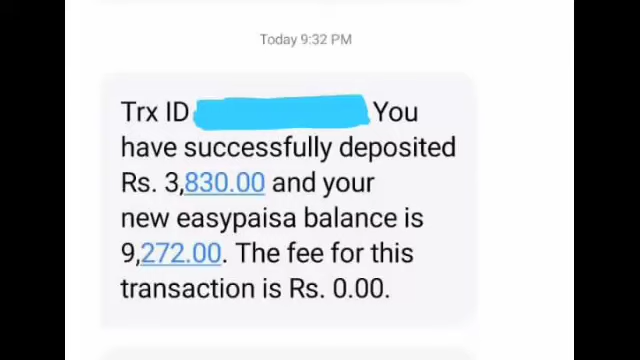 Today 9:32 PM
Trx ID You
have successfully deposited
Rs. 3,830.00 and your
new easypaisa balance is
9,272.00. The fee for this
transaction is Rs. 0.00.